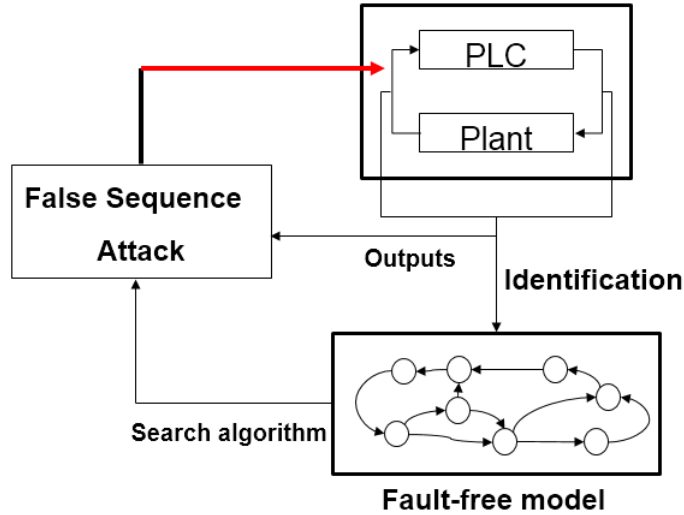 PLC
Plant
False Sequence
Attack
Outputs
Identification
Search algorithm
Fault-free model